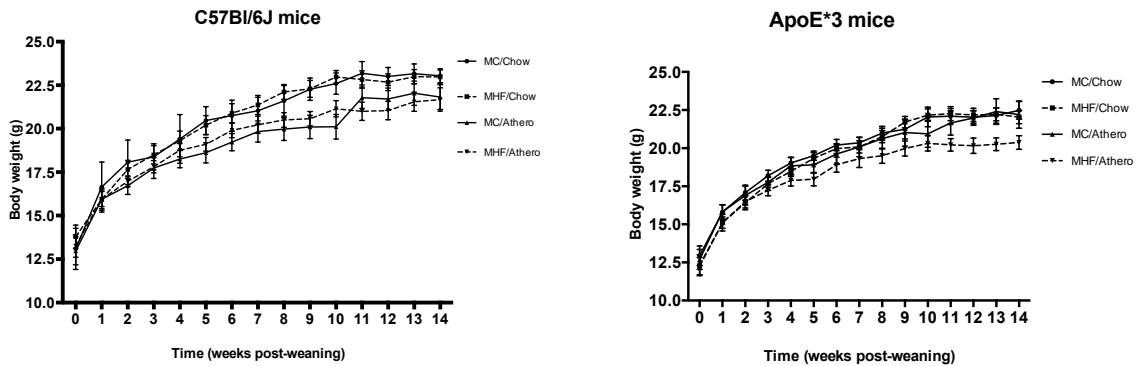 C57Bl/6J mice
Body weight (g)
25.0
22.5
20.0
17.5
15.0
12.5
10.0
0 1 2 3 4 5 6 7 8 9 10 11 12 13 14
Time (weeks post-weaning)
MC/Chow
MHF/Chow
MC/Athero
MHF/Athero
ApoE*3 mice
Body weight (g)
25.0
22.5
20.0
17.5
15.0
12.5
10.0
0 1 2 3 4 5 6 7 8 9 10 11 12 13 14
Time (weeks post-weaning)
MC/Chow
MHF/Chow
MC/Athero
MHF/Athero